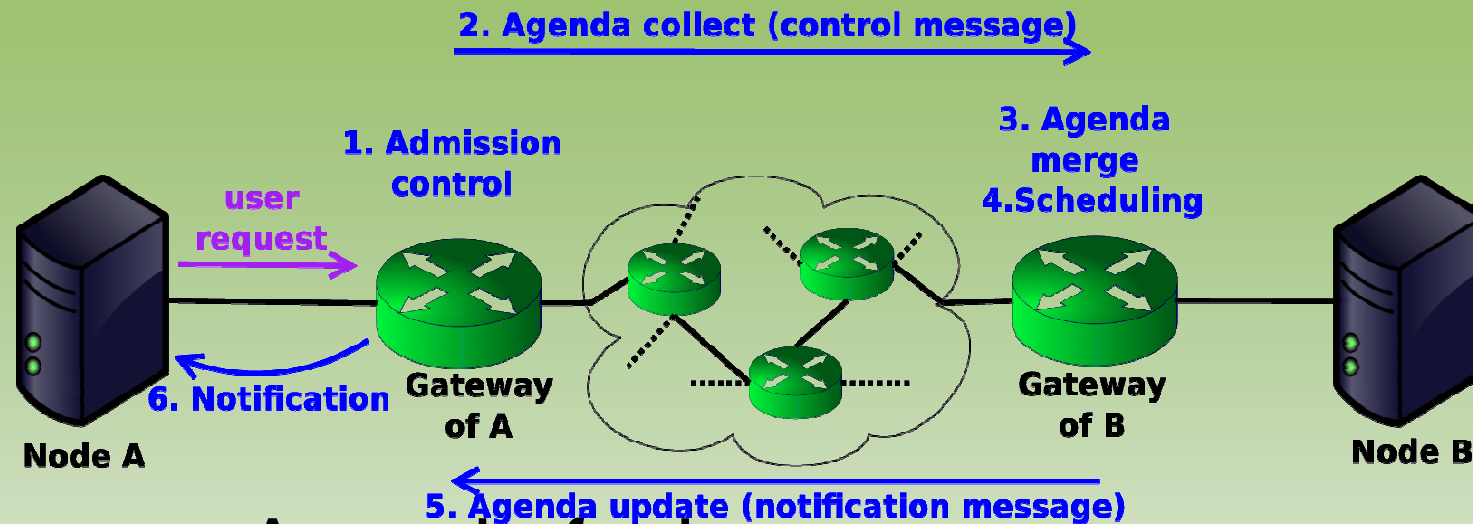 2. Agenda collect (control message)
1. Admission
control
3. Agenda
merge
4.Scheduling
user
request
6. Notification
Gateway
of A
Gateway
of B
Node A
Node B
5. Agenda update (notification message)